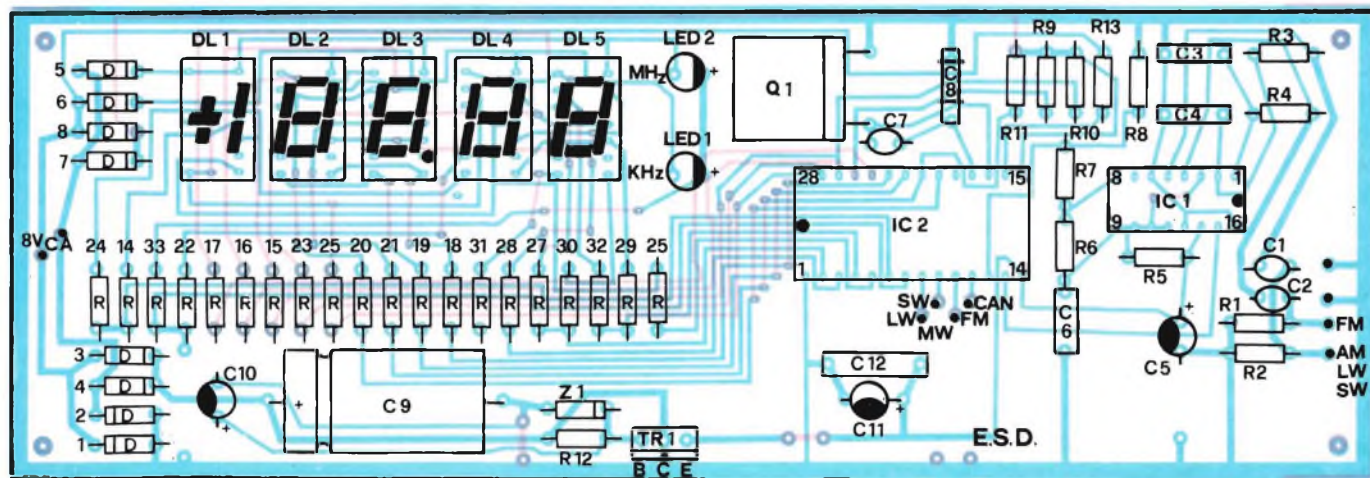 DL 1 DL 2 DL 3 DL 4 DL 5 LED 2
R9 R13 R3
5 D
6 D
8 D
7 D
MHz +
Q 1
C8
C3
R4
C4
C7
R11 R10 R8
LED 1
KHz +
28 15
R7
8 1
IC 1
9 16
IC 2
1 14
R6
R5
C1
C2
8V CA
24 14 33 22 17 16 15 23 25 20 21 19 18 31 28 27 30 32 29 25
R R R R R R R R R R R R R R R R R R R R
SW CAN
LW FM
MW
C6
+
C5
R1
R2
FM
AM
LW
SW
3 D
4 D
2 D
1 D
C10
+
+ C9
Z 1
R12
TR 1
B C E
C12
+
C11
E.S.D.